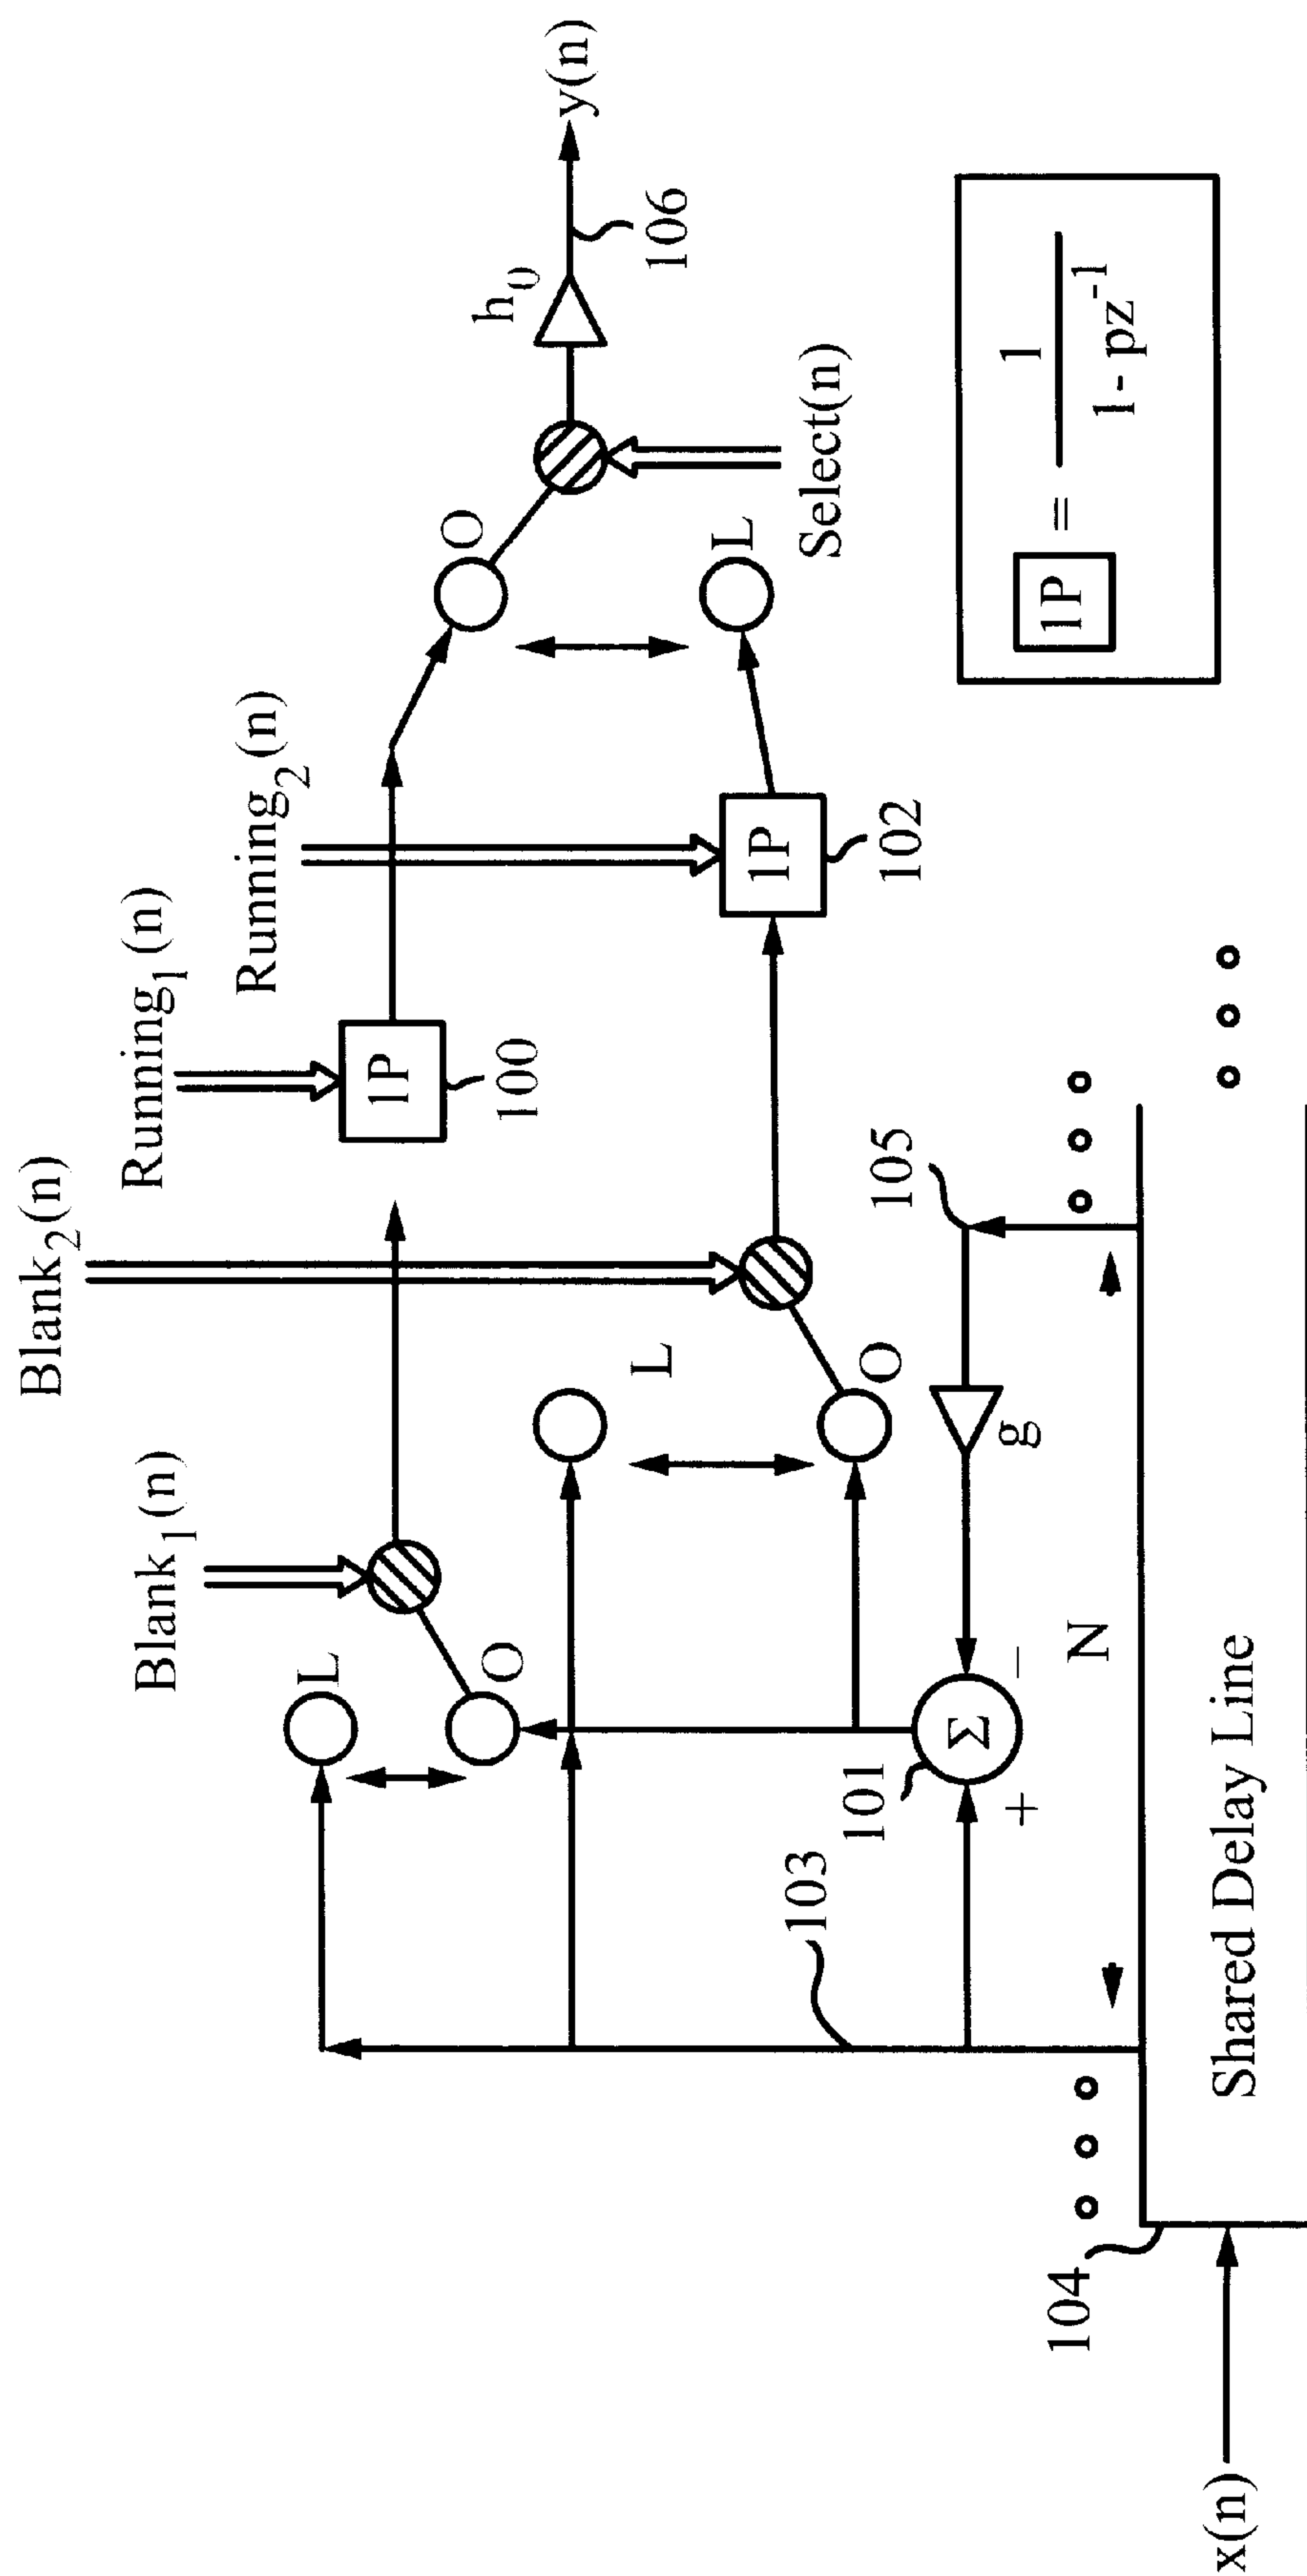 Blank₂(n)
Running₁(n)
Blank₁(n)
Running₂(n)
L
1P
100
O
O
h₀
y(n)
106
L
L
O
1P
102
Select(n)
103
101
Σ
+
−
g
105
1P = 1 / 1 - pz⁻¹
N
104
Shared Delay Line
x(n)